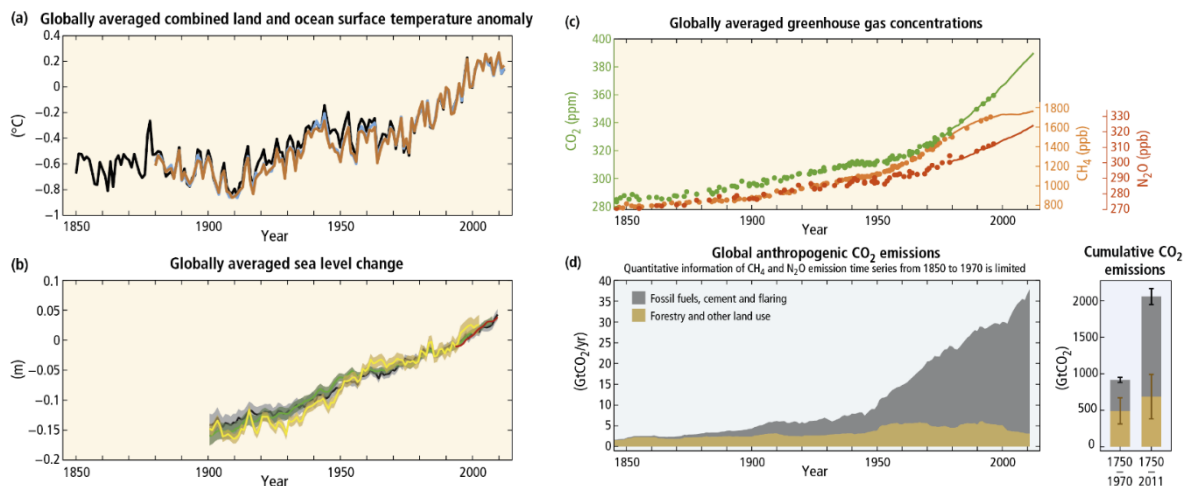 (a) Globally averaged combined land and ocean surface temperature anomaly
0.4
0.2
0
−0.2
−0.4
−0.6
−0.8
−1
(°C)
1850 1900 1950 2000
Year
(b) Globally averaged sea level change
0.1
0.05
0
−0.05
−0.1
−0.15
−0.2
(m)
1850 1900 1950 2000
Year
(c) Globally averaged greenhouse gas concentrations
400
380
360
340
320
300
280
CO2 (ppm)
1800
1600
1400
1200
1000
800
CH4 (ppb)
330
320
310
300
290
280
270
N2O (ppb)
1850 1900 1950 2000
Year
(d) Global anthropogenic CO2 emissions
Quantitative information of CH4 and N2O emission time series from 1850 to 1970 is limited
40
35
30
25
20
15
10
5
0
(GtCO2/yr)
Fossil fuels, cement and flaring
Forestry and other land use
1850 1900 1950 2000
Year
Cumulative CO2
emissions
2000
1500
1000
500
0
(GtCO2)
1750 1750
– –
1970 2011